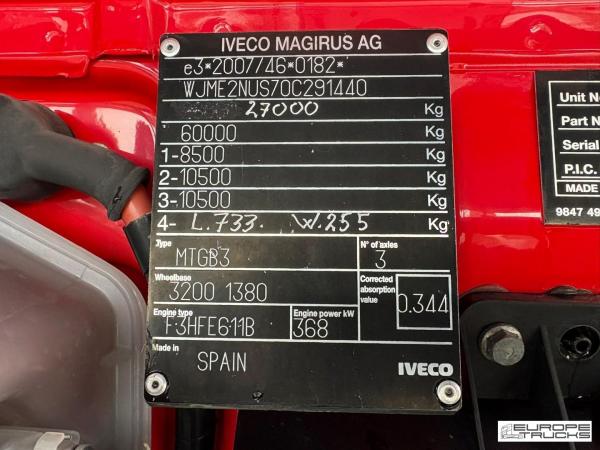 IVECO MAGIRUS AG
e3*2007/46*0182*
WJME2NUS70C291440
27000 Kg
60000 Kg
1-8500 Kg
2-10500 Kg
3-10500 Kg
4- L.733. W.255 Kg
Type N° of axles
MTGB3 3
Wheelbase Corrected absorption value
3200 1380 0.344
Engine type Engine power kW
F3HFE611B 368
Made in
SPAIN IVECO
Unit No
Part N
Serial
P.I.C.
MADE
9847 49
EUROPE
TRUCKS